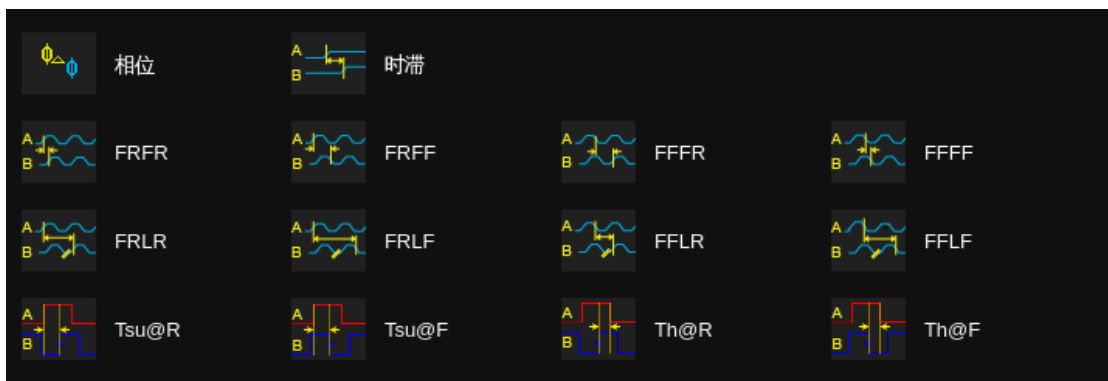 相位 A B 时滞
A B FRFR A B FRFF A B FFFR A B FFFF
A B FRLR A B FRLF A B FFLR A B FFLF
A B Tsu@R A B Tsu@F A B Th@R A B Th@F